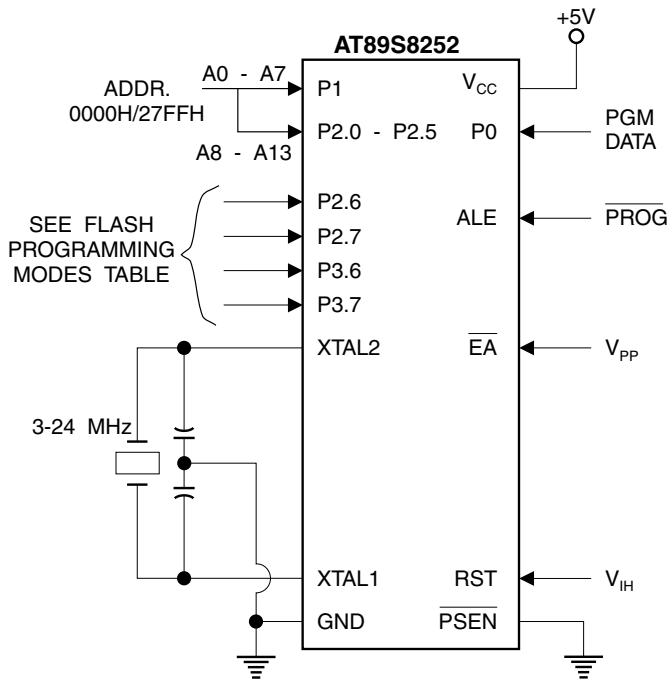 +5V
AT89S8252
ADDR.
0000H/27FFH
A0 - A7
P1
VCC
P2.0 - P2.5
P0
PGM
DATA
A8 - A13
SEE FLASH
PROGRAMMING
MODES TABLE
P2.6
P2.7
P3.6
P3.7
ALE
PROG
XTAL2
EA
VPP
3-24 MHz
XTAL1
RST
VIH
GND
PSEN